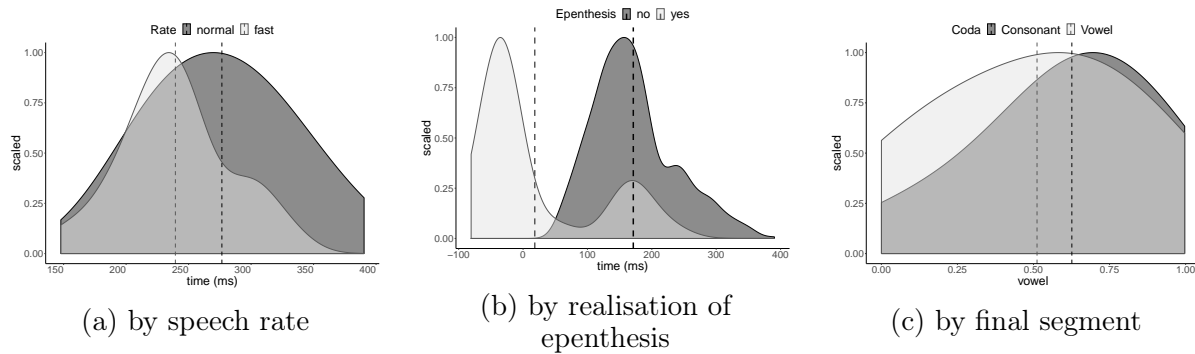 Rate normal fast
1.00
0.75
0.50
0.25
0.00
scaled
150 200 250 300 350 400
time (ms)
(a) by speech rate
Epenthesis no yes
1.00
0.75
0.50
0.25
0.00
scaled
−100 0 100 200 300 400
time (ms)
(b) by realisation of
epenthesis
Coda Consonant Vowel
1.00
0.75
0.50
0.25
0.00
scaled
0.00 0.25 0.50 0.75 1.00
vowel
(c) by final segment